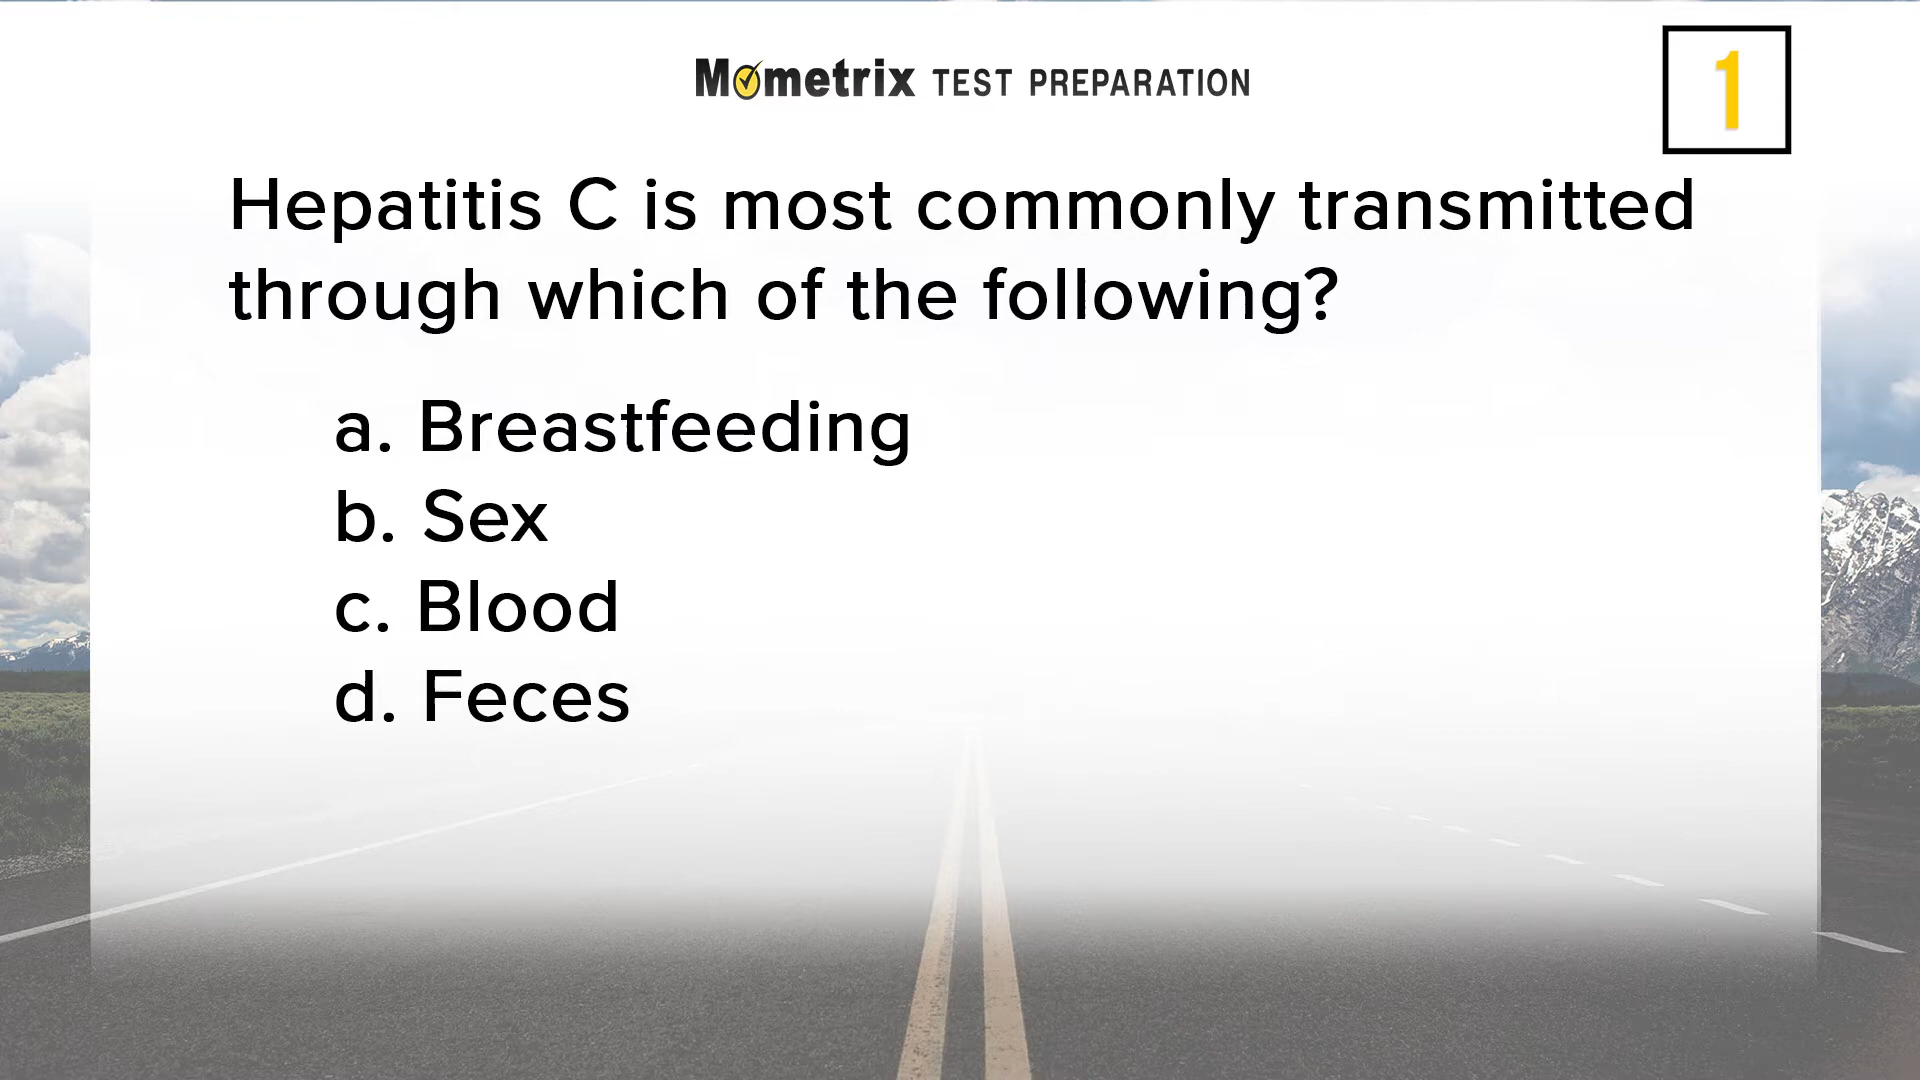 Mometrix TEST PREPARATION
1
Hepatitis C is most commonly transmitted
through which of the following?
a. Breastfeeding
b. Sex
c. Blood
d. Feces